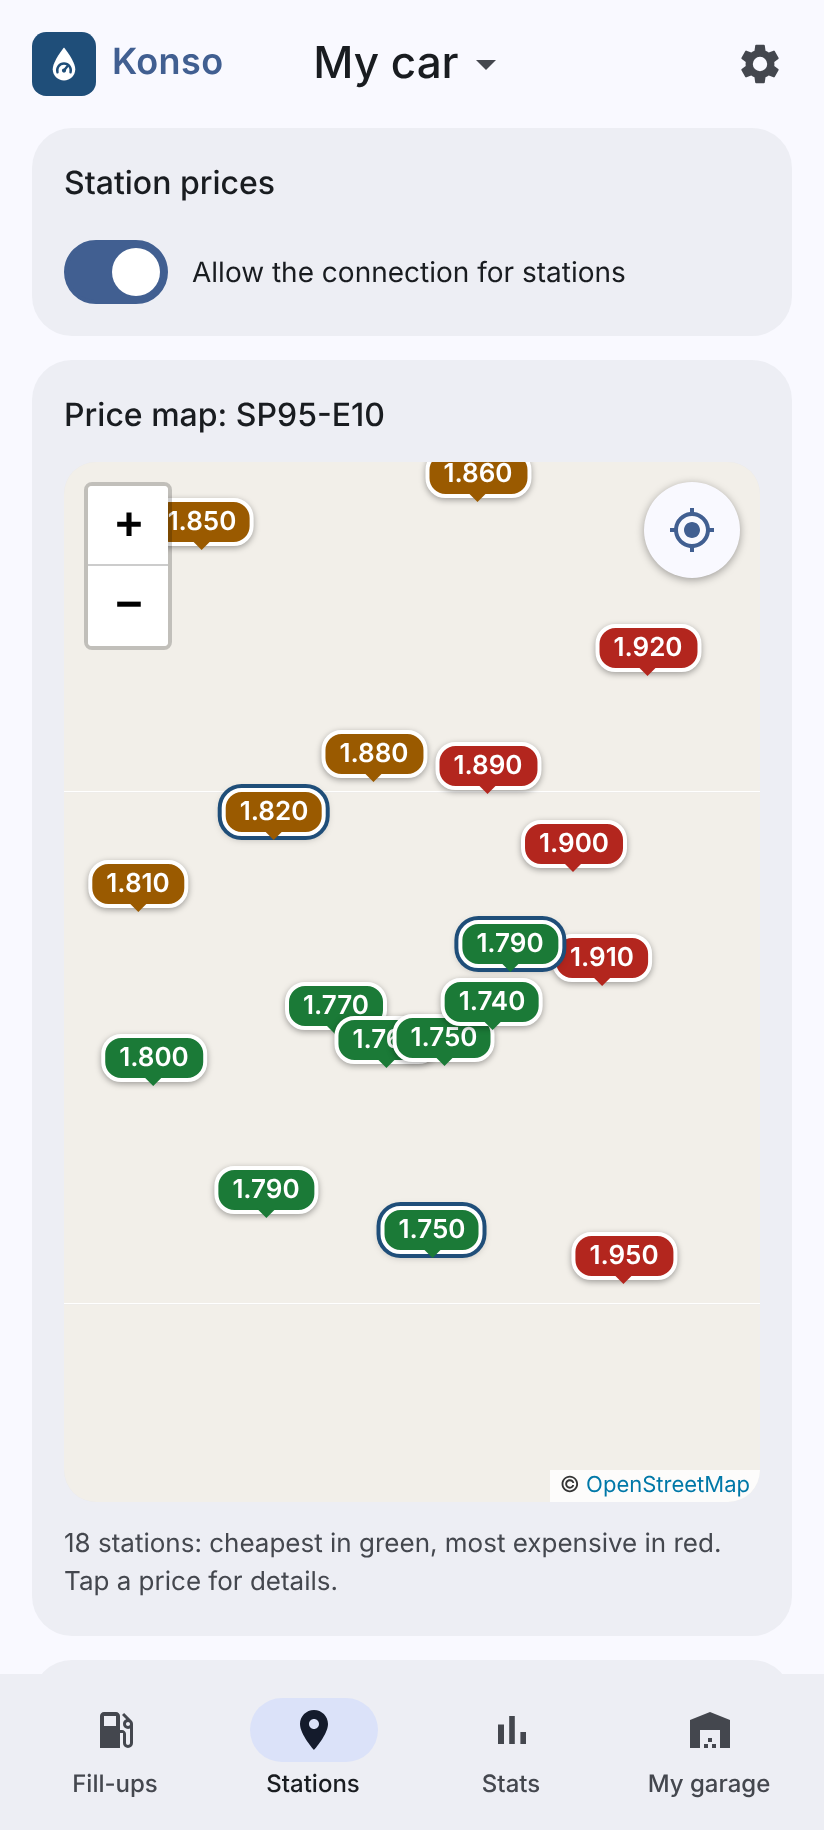 Konso
My car
Station prices
Allow the connection for stations
Price map: SP95-E10
1.860
+
1.850
−
1.920
1.880
1.890
1.820
1.900
1.810
1.790
1.910
1.770
1.740
1.750
1.800
1.790
1.750
1.950
© OpenStreetMap
18 stations: cheapest in green, most expensive in red.
Tap a price for details.
Fill-ups
Stations
Stats
My garage